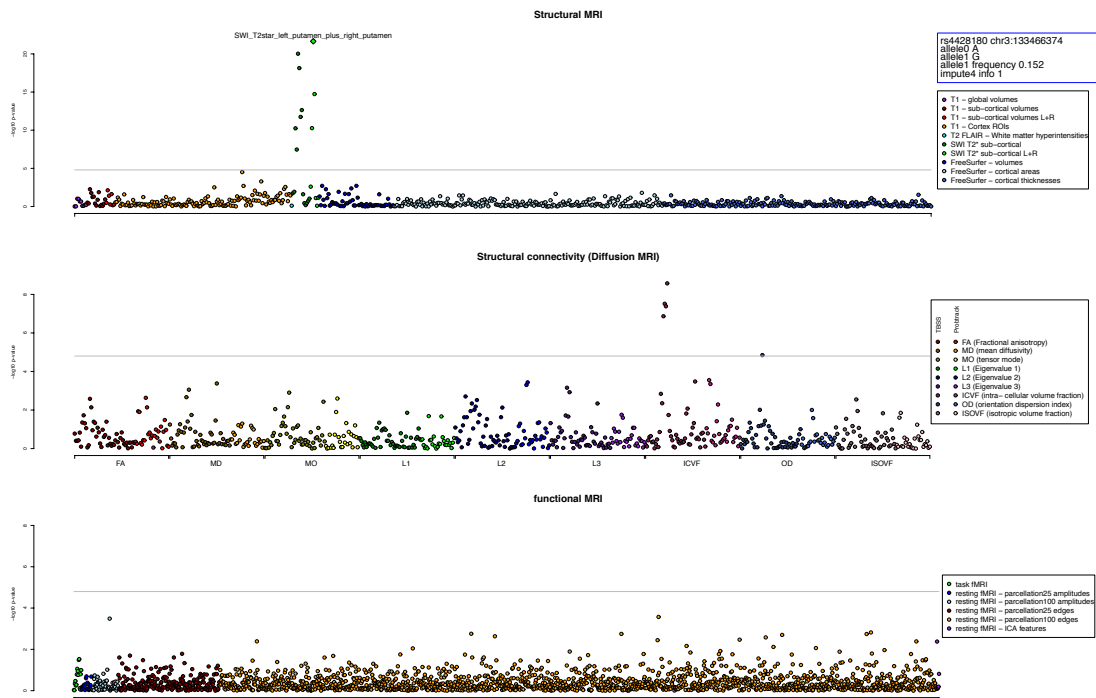 Structural MRI
SWI_T2star_left_putamen_plus_right_putamen
−log10 p−value
0
5
10
15
20
rs4428180 chr3:133466374
allele0 A
allele1 G
allele1 frequency 0.152
impute4 info 1
T1 − global volumes
T1 − sub−cortical volumes
T1 − sub−cortical volumes L+R
T1 − Cortex ROIs
T2 FLAIR − White matter hyperintensities
SWI T2* sub−cortical
SWI T2* sub−cortical L+R
FreeSurfer − volumes
FreeSurfer − cortical areas
FreeSurfer − cortical thicknesses
Structural connectivity (Diffusion MRI)
−log10 p−value
0
2
4
6
8
FA
MD
MO
L1
L2
L3
ICVF
OD
ISOVF
TBSS
Probtrack
FA (Fractional anisotropy)
MD (mean diffusivity)
MO (tensor mode)
L1 (Eigenvalue 1)
L2 (Eigenvalue 2)
L3 (Eigenvalue 3)
ICVF (intra− cellular volume fraction)
OD (orientation dispersion index)
ISOVF (isotropic volume fraction)
functional MRI
−log10 p−value
0
2
4
6
8
task fMRI
resting fMRI − parcellation25 amplitudes
resting fMRI − parcellation100 amplitudes
resting fMRI − parcellation25 edges
resting fMRI − parcellation100 edges
resting fMRI − ICA features